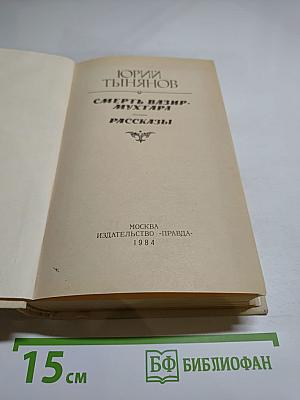 ЮРИЙ
ТЫНЯНОВ
СМЕРТЬ ВАЗИР-
МУХТАРА
РАССКАЗЫ
МОСКВА
ИЗДАТЕЛЬСТВО «ПРАВДА»
1984
15 см
БФ БИБЛИОФАН